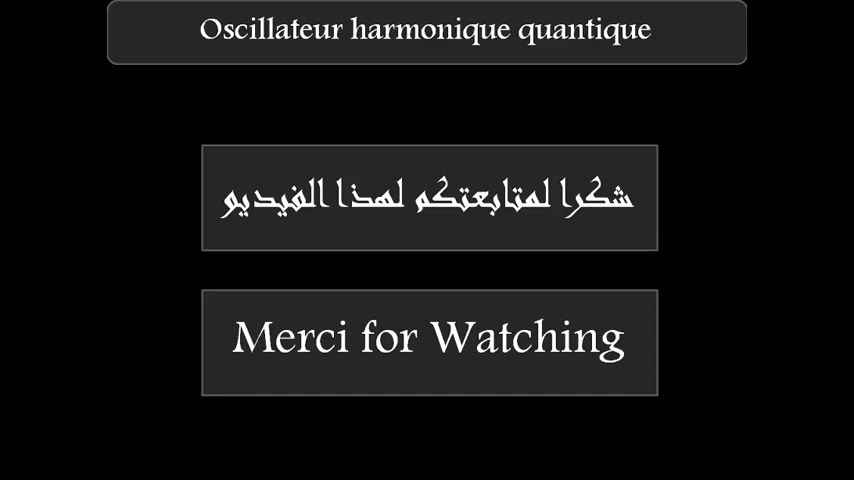 Oscillateur harmonique quantique
شكرا لمتابعتكم لهذا الفيديو
Merci for Watching